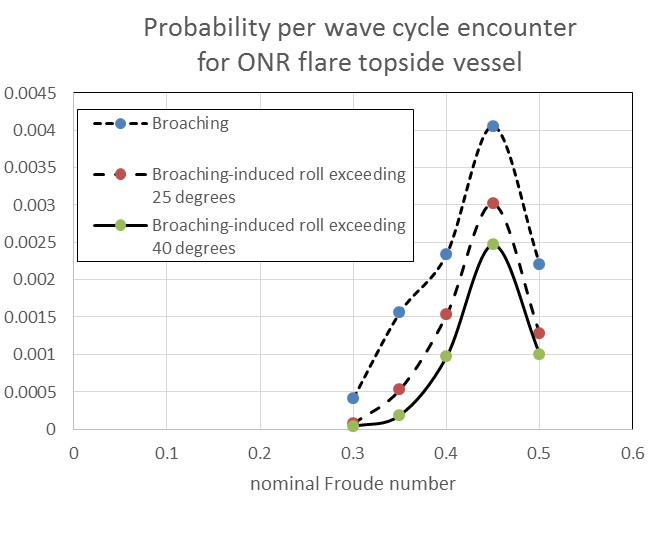 Probability per wave cycle encounter
for ONR flare topside vessel
0.0045
0.004
0.0035
0.003
0.0025
0.002
0.0015
0.001
0.0005
0
Broaching
Broaching-induced roll exceeding
25 degrees
Broaching-induced roll exceeding
40 degrees
0 0.1 0.2 0.3 0.4 0.5 0.6
nominal Froude number